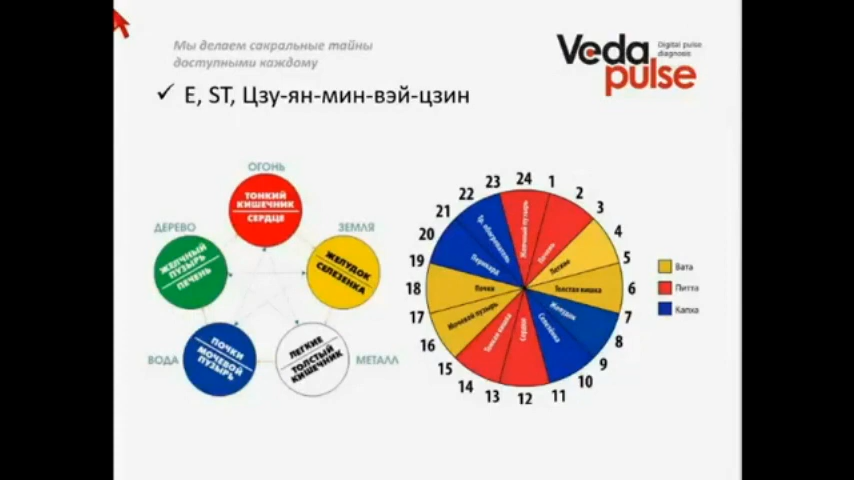 Мы делаем сакральные тайны
доступными каждому
Veda
pulse
Digital pulse
diagnosis
✓ E, ST, Цзу-ян-мин-вэй-цзин
ОГОНЬ
ТОНКИЙ
КИШЕЧНИК
СЕРДЦЕ
ДЕРЕВО
ЖЕЛЧНЫЙ
ПУЗЫРЬ
ПЕЧЕНЬ
ЗЕМЛЯ
ЖЕЛУДОК
СЕЛЕЗЕНКА
ВОДА
ПОЧКИ
МОЧЕВОЙ
ПУЗЫРЬ
ЛЕГКИЕ
ТОЛСТЫЙ
КИШЕЧНИК
МЕТАЛЛ
24
1
2
3
4
5
6
7
8
9
10
11
12
13
14
15
16
17
18
19
20
21
22
23
Желчный пузырь
Печень
Легкие
Толстая кишка
Желудок
Селезёнка
Сердце
Тонкая кишка
Мочевой пузырь
Почки
Перикард
Тр. обогреватель
Вата
Питта
Капха